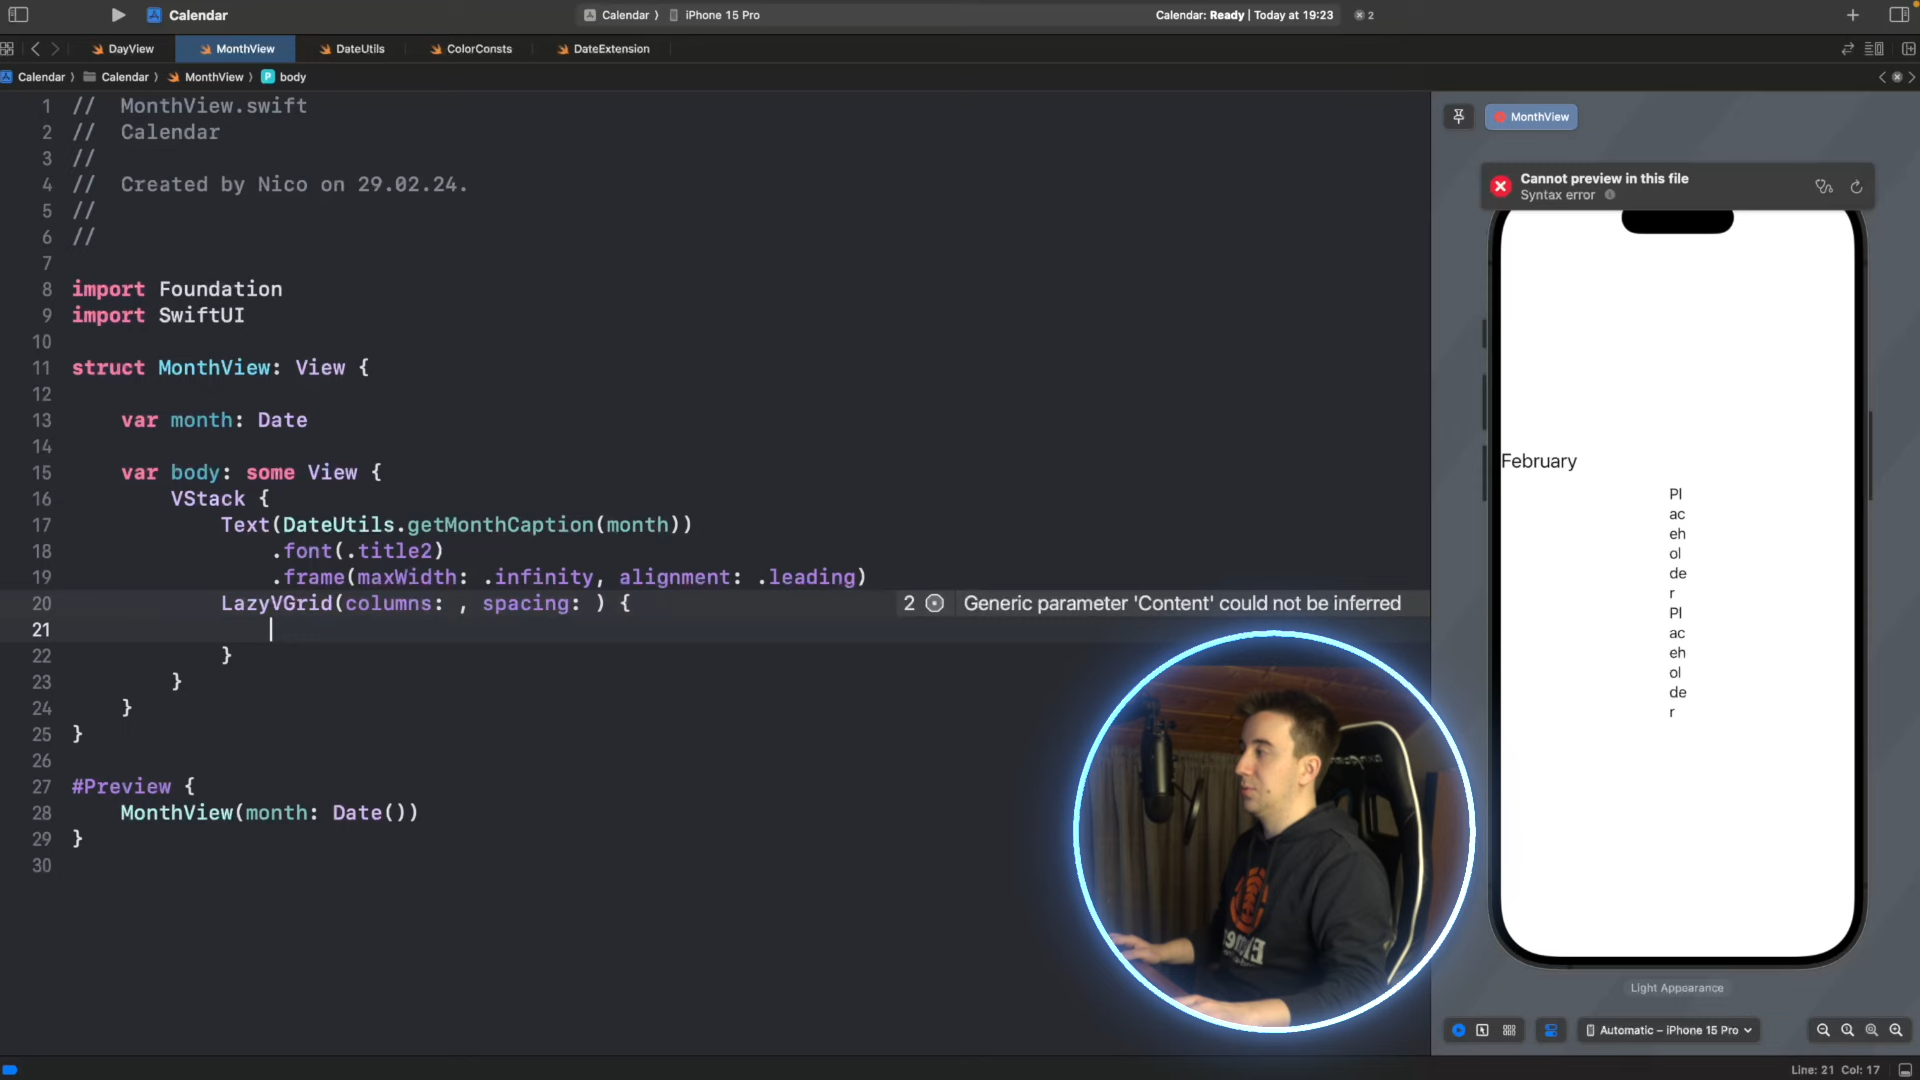 Calendar
Calendar ⟩ iPhone 15 Pro
Calendar: Ready | Today at 19:23
2
DayView
MonthView
DateUtils
ColorConsts
DateExtension
Calendar ⟩ Calendar ⟩ MonthView ⟩ P body
1 //  MonthView.swift
2 //  Calendar
3 //
4 //  Created by Nico on 29.02.24.
5 //
6 //
7
8 import Foundation
9 import SwiftUI
10
11 struct MonthView: View {
12
13     var month: Date
14
15     var body: some View {
16         VStack {
17             Text(DateUtils.getMonthCaption(month))
18                 .font(.title2)
19                 .frame(maxWidth: .infinity, alignment: .leading)
20             LazyVGrid(columns: , spacing: ) {
2 Generic parameter 'Content' could not be inferred
21
22             }
23         }
24     }
25 }
26
27 #Preview {
28     MonthView(month: Date())
29 }
30
MonthView
Cannot preview in this file
Syntax error
February
Pl
ac
eh
ol
de
r
Pl
ac
eh
ol
de
r
Light Appearance
Automatic – iPhone 15 Pro
Line: 21 Col: 17